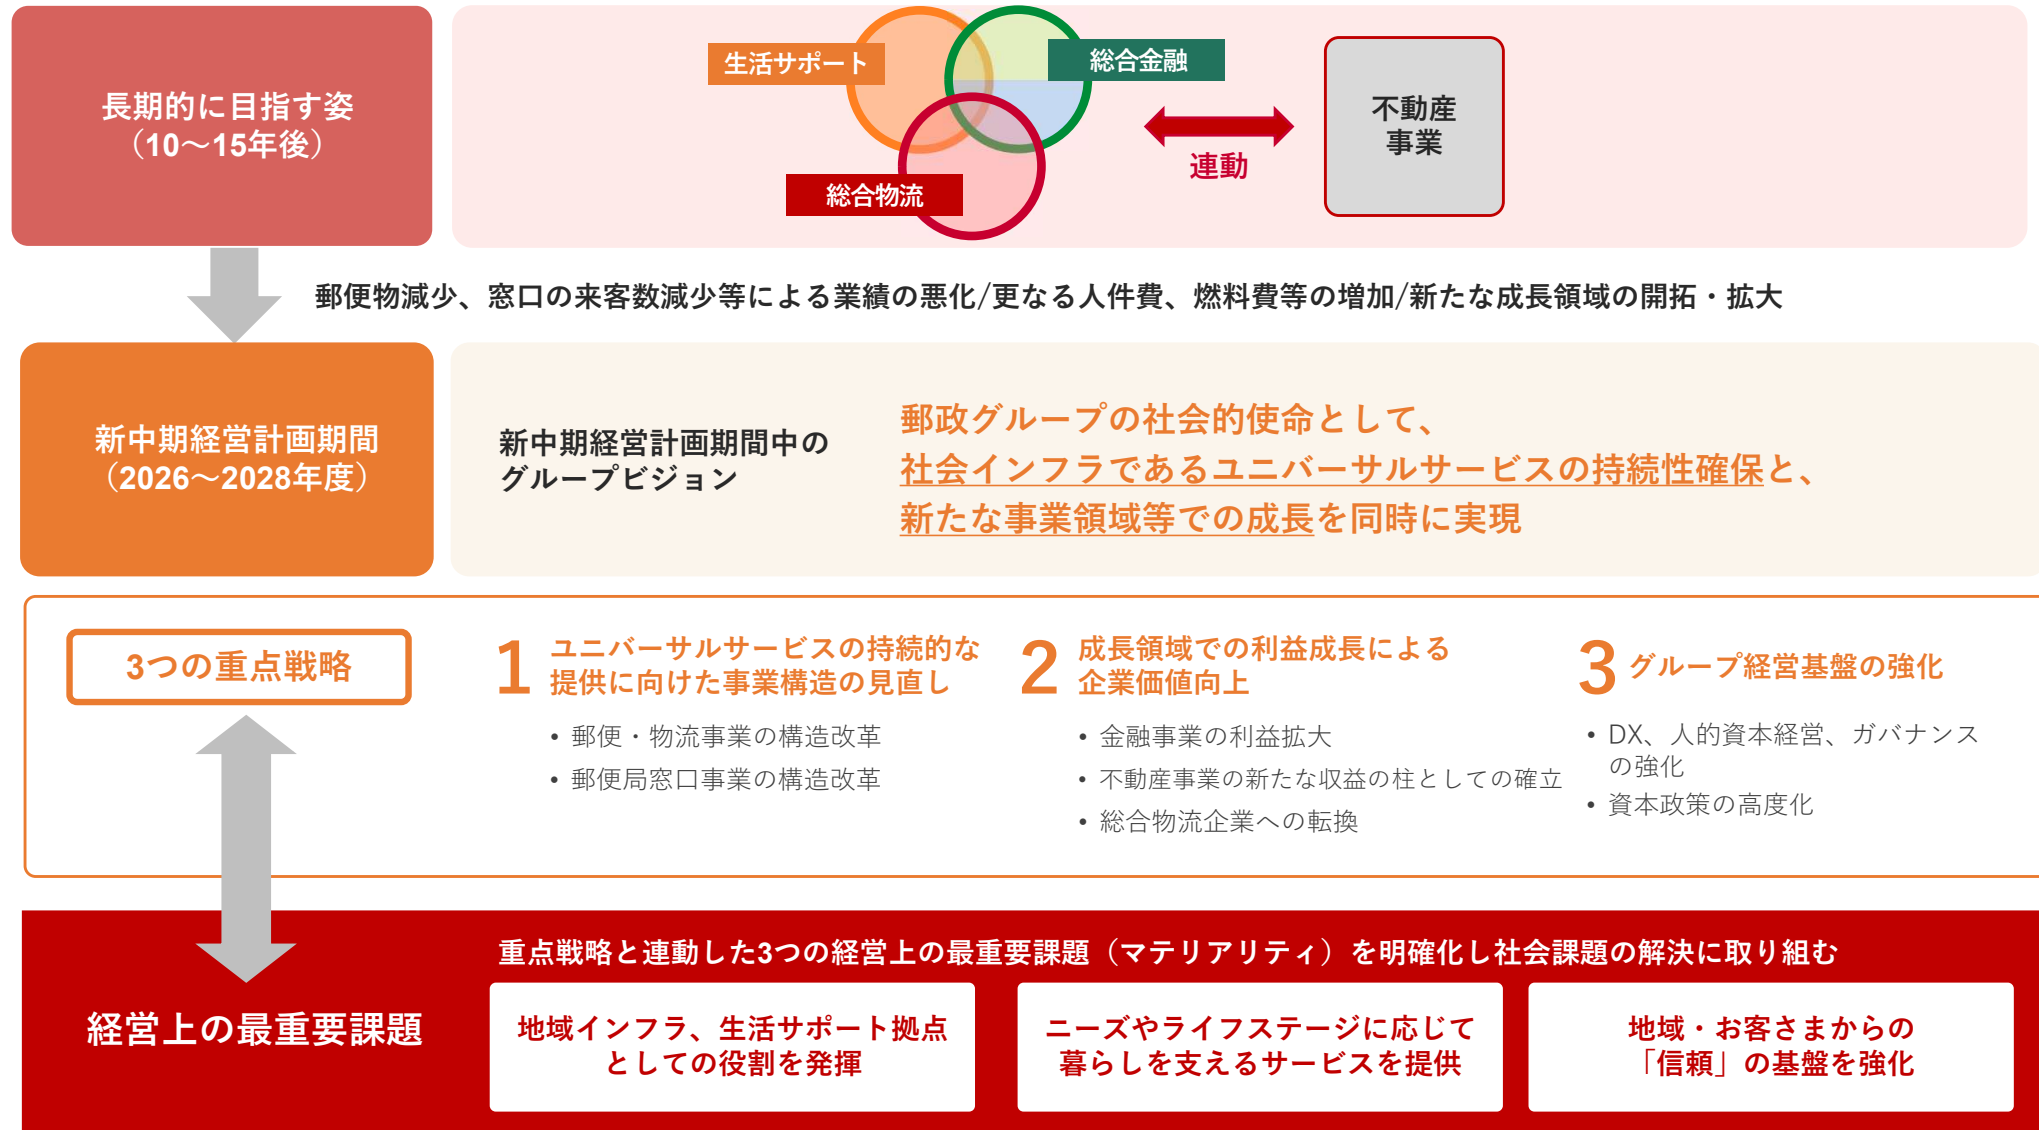 長期的に目指す姿
（10～15年後）
生活サポート
総合金融
総合物流
連動
不動産
事業
郵便物減少、窓口の来客数減少等による業績の悪化/更なる人件費、燃料費等の増加/新たな成長領域の開拓・拡大
新中期経営計画期間
（2026～2028年度）
新中期経営計画期間中の
グループビジョン
郵政グループの社会的使命として、
社会インフラであるユニバーサルサービスの持続性確保と、
新たな事業領域等での成長を同時に実現
3つの重点戦略
1
ユニバーサルサービスの持続的な
提供に向けた事業構造の見直し
• 郵便・物流事業の構造改革
• 郵便局窓口事業の構造改革
2
成長領域での利益成長による
企業価値向上
• 金融事業の利益拡大
• 不動産事業の新たな収益の柱としての確立
• 総合物流企業への転換
3
グループ経営基盤の強化
• DX、人的資本経営、ガバナンス
の強化
• 資本政策の高度化
経営上の最重要課題
重点戦略と連動した3つの経営上の最重要課題（マテリアリティ）を明確化し社会課題の解決に取り組む
地域インフラ、生活サポート拠点
としての役割を発揮
ニーズやライフステージに応じて
暮らしを支えるサービスを提供
地域・お客さまからの
「信頼」の基盤を強化